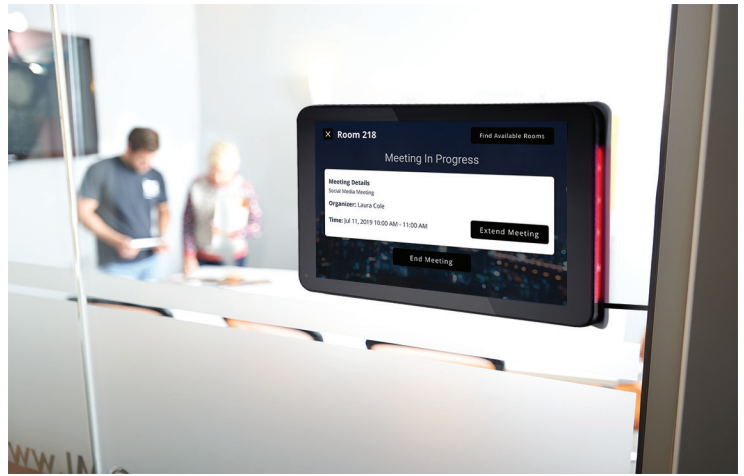 Room 218
Find Available Rooms
Meeting In Progress
Meeting Details
Social Media Meeting
Organizer: Laura Cole
Time: Jul 11, 2019 10:00 AM - 11:00 AM
Extend Meeting
End Meeting